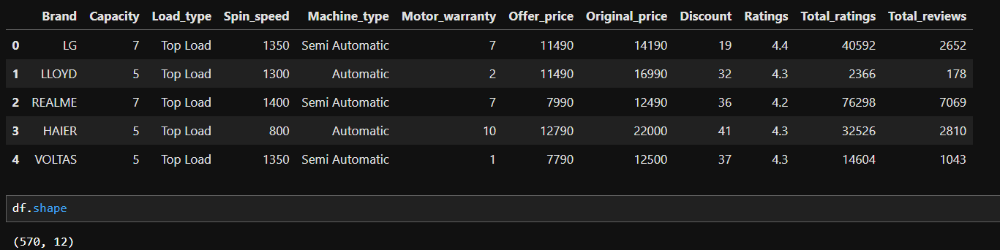 Brand Capacity Load_type Spin_speed Machine_type Motor_warranty Offer_price Original_price Discount Ratings Total_ratings Total_reviews
0 LG 7 Top Load 1350 Semi Automatic 7 11490 14190 19 4.4 40592 2652
1 LLOYD 5 Top Load 1300 Automatic 2 11490 16990 32 4.3 2366 178
2 REALME 7 Top Load 1400 Semi Automatic 7 7990 12490 36 4.2 76298 7069
3 HAIER 5 Top Load 800 Automatic 10 12790 22000 41 4.3 32526 2810
4 VOLTAS 5 Top Load 1350 Semi Automatic 1 7790 12500 37 4.3 14604 1043
df.shape
(570, 12)